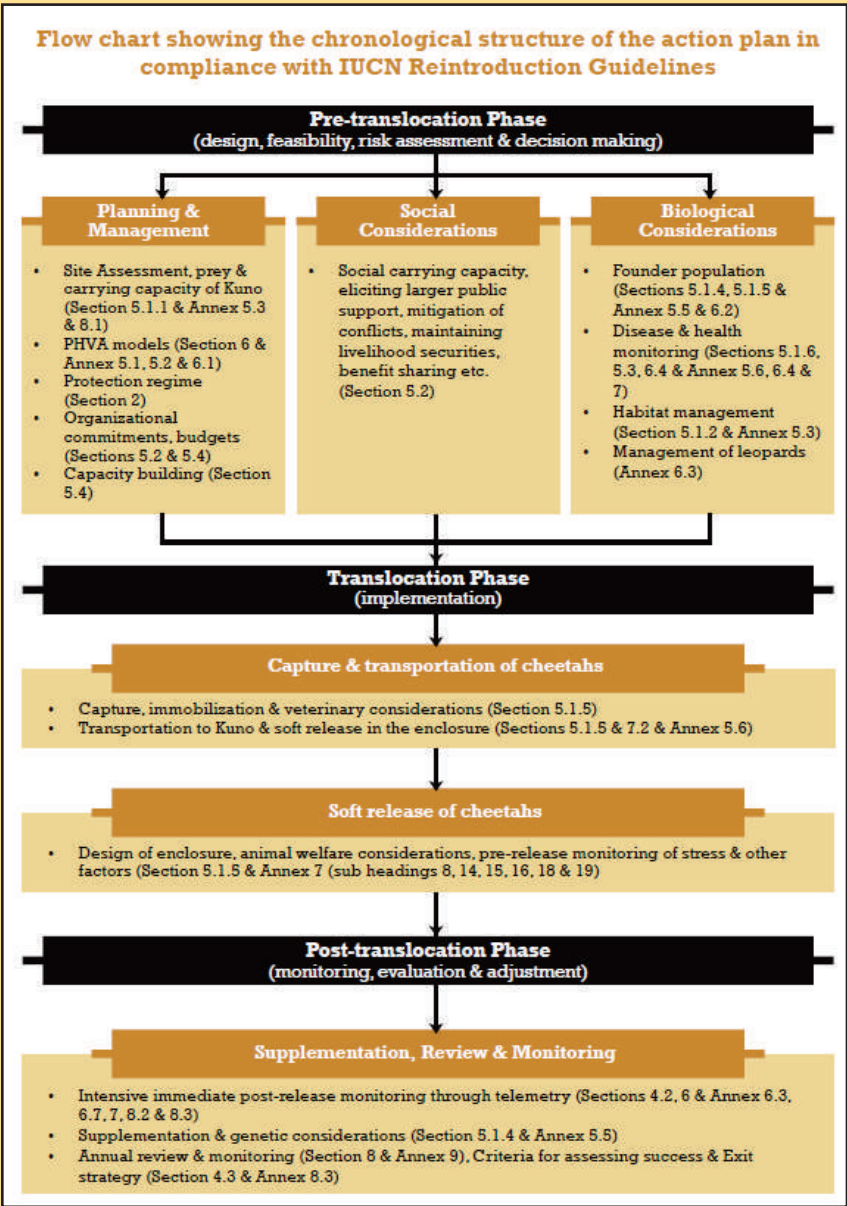 Flow chart showing the chronological structure of the action plan in
compliance with IUCN Reintroduction Guidelines
Pre-translocation Phase
(design, feasibility, risk assessment & decision making)
Planning &
Management
• Site Assessment, prey &
carrying capacity of Kuno
(Section 5.1.1 & Annex 5.3
& 8.1)
• PHVA models (Section 6 &
Annex 5.1, 5.2 & 6.1)
• Protection regime
(Section 2)
• Organizational
commitments, budgets
(Sections 5.2 & 5.4)
• Capacity building (Section
5.4)
Social
Considerations
• Social carrying capacity,
eliciting larger public
support, mitigation of
conflicts, maintaining
livelihood securities,
benefit sharing etc.
(Section 5.2)
Biological
Considerations
• Founder population
(Sections 5.1.4, 5.1.5 &
Annex 5.5 & 6.2)
• Disease & health
monitoring (Sections 5.1.6,
5.3, 6.4 & Annex 5.6, 6.4 &
7)
• Habitat management
(Section 5.1.2 & Annex 5.3)
• Management of leopards
(Annex 6.3)
Translocation Phase
(implementation)
Capture & transportation of cheetahs
• Capture, immobilization & veterinary considerations (Section 5.1.5)
• Transportation to Kuno & soft release in the enclosure (Sections 5.1.5 & 7.2 & Annex 5.6)
Soft release of cheetahs
• Design of enclosure, animal welfare considerations, pre-release monitoring of stress & other
factors (Section 5.1.5 & Annex 7 (sub headings 8, 14, 15, 16, 18 & 19)
Post-translocation Phase
(monitoring, evaluation & adjustment)
Supplementation, Review & Monitoring
• Intensive immediate post-release monitoring through telemetry (Sections 4.2, 6 & Annex 6.3,
6.7, 7, 8.2 & 8.3)
• Supplementation & genetic considerations (Section 5.1.4 & Annex 5.5)
• Annual review & monitoring (Section 8 & Annex 9), Criteria for assessing success & Exit
strategy (Section 4.3 & Annex 8.3)